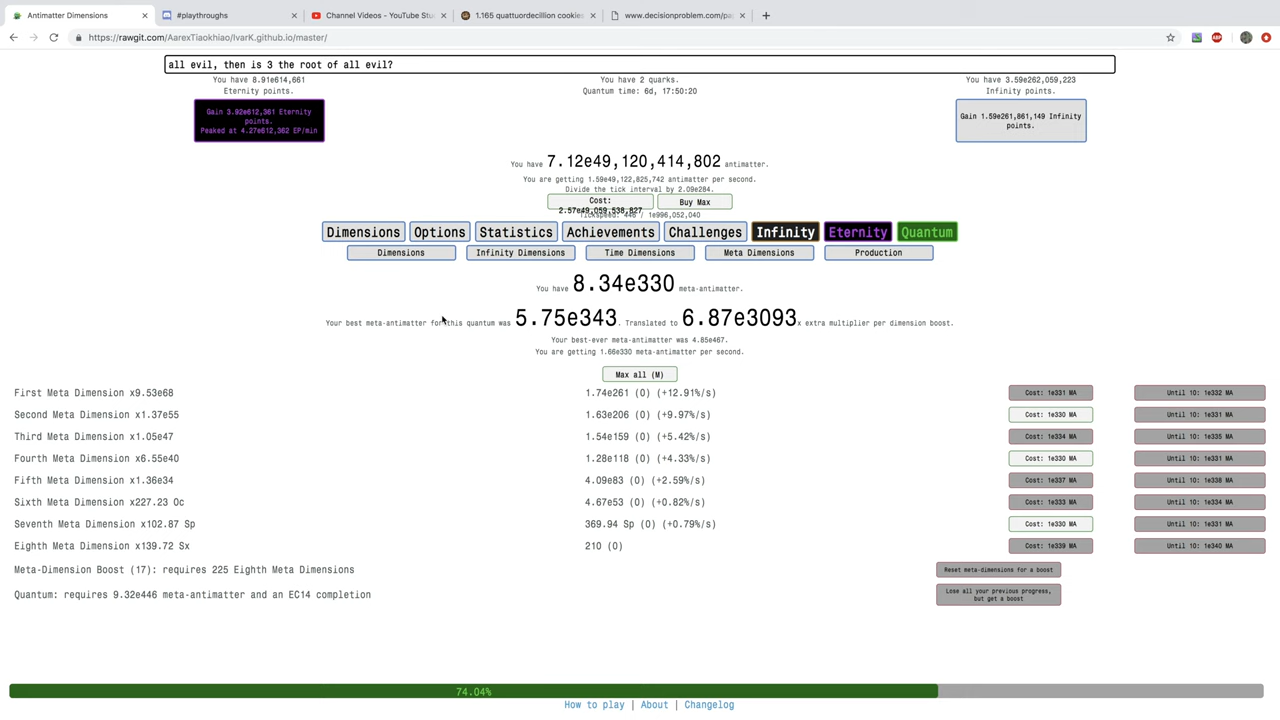 Antimatter Dimensions
#playthroughs
Channel Videos - YouTube Stu
1.165 quattuordecillion cookies
www.decisionproblem.com/pa
https://rawgit.com/AarexTiaokhiao/IvarK.github.io/master/
all evil, then is 3 the root of all evil?
You have 8.91e614,661
Eternity points.
You have 2 quarks.
Quantum time: 6d, 17:50:20
You have 3.59e262,059,223
Infinity points.
Gain 3.92e612,361 Eternity
points.
Peaked at 4.27e612,362 EP/min
Gain 1.59e261,861,149 Infinity
points.
You have 7.12e49,120,414,802 antimatter.
You are getting 1.59e49,122,825,742 antimatter per second.
Divide the tick interval by 2.09e284.
Cost:
2.57e49,059,538,827
Buy Max
Tickspeed: 446 / 1e996,052,040
Dimensions Options Statistics Achievements Challenges Infinity Eternity Quantum
Dimensions Infinity Dimensions Time Dimensions Meta Dimensions Production
You have 8.34e330 meta-antimatter.
Your best meta-antimatter for this quantum was 5.75e343. Translated to 6.87e3093x extra multiplier per dimension boost.
Your best-ever meta-antimatter was 4.85e467.
You are getting 1.66e330 meta-antimatter per second.
Max all (M)
First Meta Dimension x9.53e68 1.74e261 (0) (+12.91%/s) Cost: 1e331 MA Until 10: 1e332 MA
Second Meta Dimension x1.37e55 1.63e206 (0) (+9.97%/s) Cost: 1e330 MA Until 10: 1e331 MA
Third Meta Dimension x1.05e47 1.54e159 (0) (+5.42%/s) Cost: 1e334 MA Until 10: 1e335 MA
Fourth Meta Dimension x6.55e40 1.28e118 (0) (+4.33%/s) Cost: 1e330 MA Until 10: 1e331 MA
Fifth Meta Dimension x1.36e34 4.09e83 (0) (+2.59%/s) Cost: 1e337 MA Until 10: 1e338 MA
Sixth Meta Dimension x227.23 Oc 4.67e53 (0) (+0.82%/s) Cost: 1e333 MA Until 10: 1e334 MA
Seventh Meta Dimension x102.87 Sp 369.94 Sp (0) (+0.79%/s) Cost: 1e330 MA Until 10: 1e331 MA
Eighth Meta Dimension x139.72 Sx 210 (0) Cost: 1e339 MA Until 10: 1e340 MA
Meta-Dimension Boost (17): requires 225 Eighth Meta Dimensions Reset meta-dimensions for a boost
Quantum: requires 9.32e446 meta-antimatter and an EC14 completion
Lose all your previous progress,
but get a boost
74.04%
How to play | About | Changelog